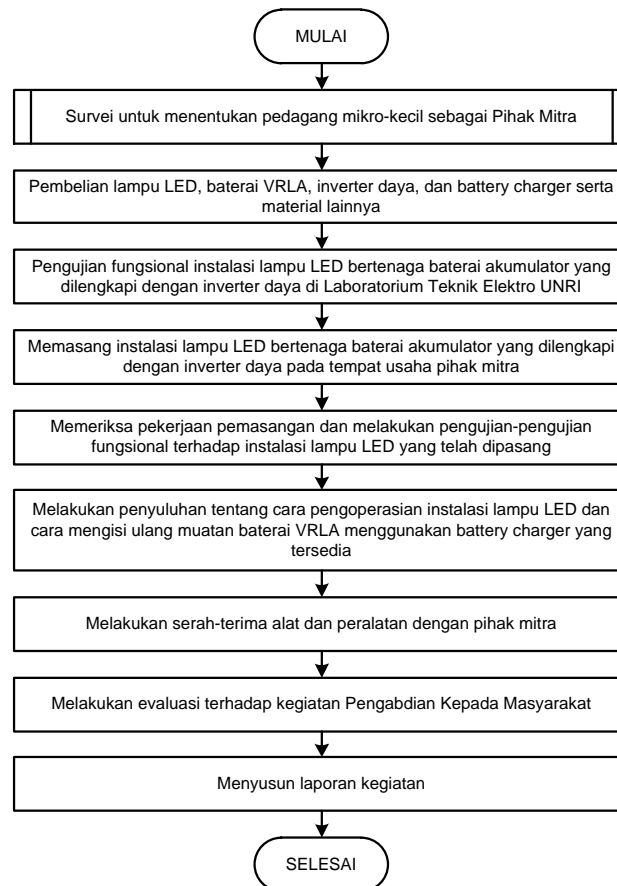 MULAI
Survei untuk menentukan pedagang mikro-kecil sebagai Pihak Mitra
Pembelian lampu LED, baterai VRLA, inverter daya, dan battery charger serta
material lainnya
Pengujian fungsional instalasi lampu LED bertenaga baterai akumulator yang
dilengkapi dengan inverter daya di Laboratorium Teknik Elektro UNRI
Memasang instalasi lampu LED bertenaga baterai akumulator yang dilengkapi
dengan inverter daya pada tempat usaha pihak mitra
Memeriksa pekerjaan pemasangan dan melakukan pengujian-pengujian
fungsional terhadap instalasi lampu LED yang telah dipasang
Melakukan penyuluhan tentang cara pengoperasian instalasi lampu LED dan
cara mengisi ulang muatan baterai VRLA menggunakan battery charger yang
tersedia
Melakukan serah-terima alat dan peralatan dengan pihak mitra
Melakukan evaluasi terhadap kegiatan Pengabdian Kepada Masyarakat
Menyusun laporan kegiatan
SELESAI